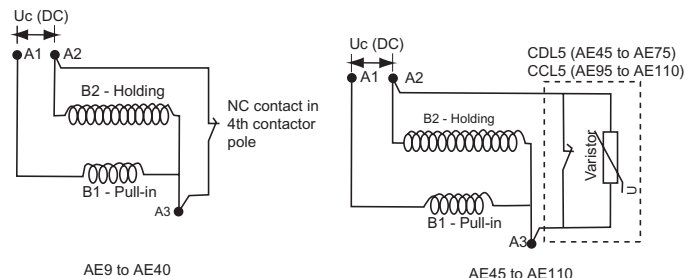 Uc (DC)
A1
A2
B2 - Holding
NC contact in
4th contactor
pole
B1 - Pull-in
A3
AE9 to AE40
Uc (DC)
A1
A2
CDL5 (AE45 to AE75)
CCL5 (AE95 to AE110)
B2 - Holding
Varistor
U
B1 - Pull-in
A3
AE45 to AE110